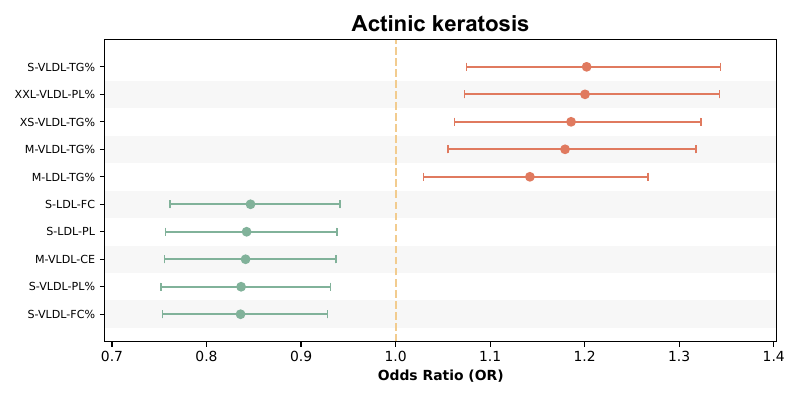 Actinic keratosis
S-VLDL-TG%
XXL-VLDL-PL%
XS-VLDL-TG%
M-VLDL-TG%
M-LDL-TG%
S-LDL-FC
S-LDL-PL
M-VLDL-CE
S-VLDL-PL%
S-VLDL-FC%
0.7 0.8 0.9 1.0 1.1 1.2 1.3 1.4
Odds Ratio (OR)